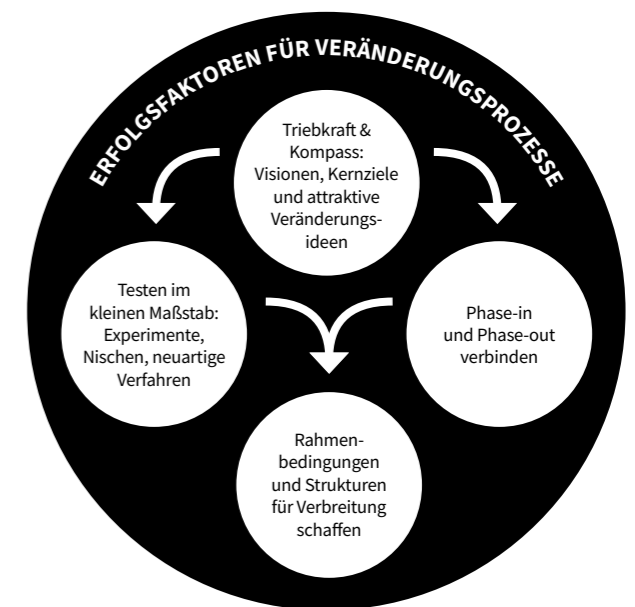 ERFOLGSFAKTOREN FÜR VERÄNDERUNGSPROZESSE
Triebkraft &
Kompass:
Visionen, Kernziele
und attraktive
Veränderungs-
ideen
Testen im
kleinen Maßstab:
Experimente,
Nischen, neuartige
Verfahren
Phase-in
und Phase-out
verbinden
Rahmen-
bedingungen
und Strukturen
für Verbreitung
schaffen